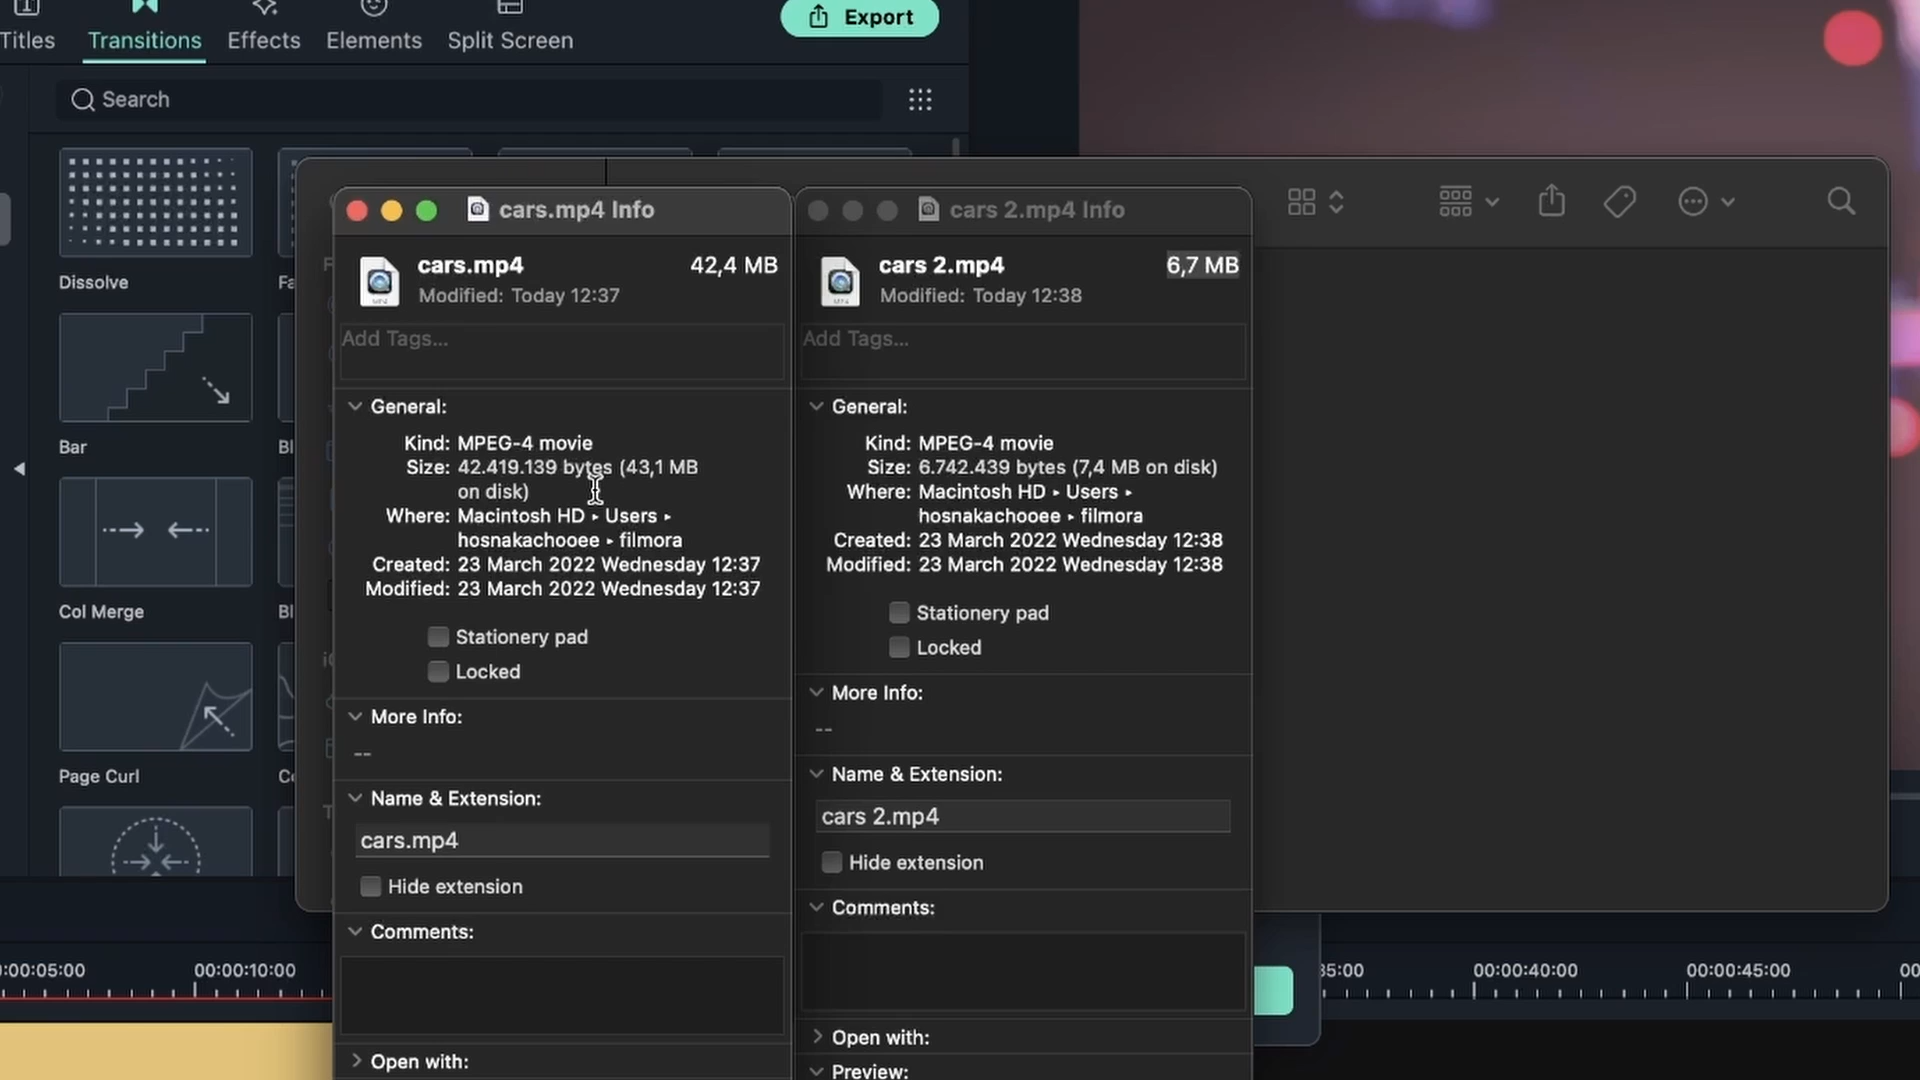 Titles
Transitions
Effects
Elements
Split Screen
Export
Search
Dissolve
Bar
Col Merge
Page Curl
cars.mp4 Info
cars.mp4
42,4 MB
Modified: Today 12:37
Add Tags...
General:
Kind: MPEG-4 movie
Size: 42.419.139 bytes (43,1 MB
on disk)
Where: Macintosh HD ▸ Users ▸
hosnakachooee ▸ filmora
Created: 23 March 2022 Wednesday 12:37
Modified: 23 March 2022 Wednesday 12:37
Stationery pad
Locked
More Info:
--
Name & Extension:
cars.mp4
Hide extension
Comments:
Open with:
cars 2.mp4 Info
cars 2.mp4
6,7 MB
Modified: Today 12:38
Add Tags...
General:
Kind: MPEG-4 movie
Size: 6.742.439 bytes (7,4 MB on disk)
Where: Macintosh HD ▸ Users ▸
hosnakachooee ▸ filmora
Created: 23 March 2022 Wednesday 12:38
Modified: 23 March 2022 Wednesday 12:38
Stationery pad
Locked
More Info:
--
Name & Extension:
cars 2.mp4
Hide extension
Comments:
Open with:
Preview:
:00:05:00
00:00:10:00
35:00
00:00:40:00
00:00:45:00